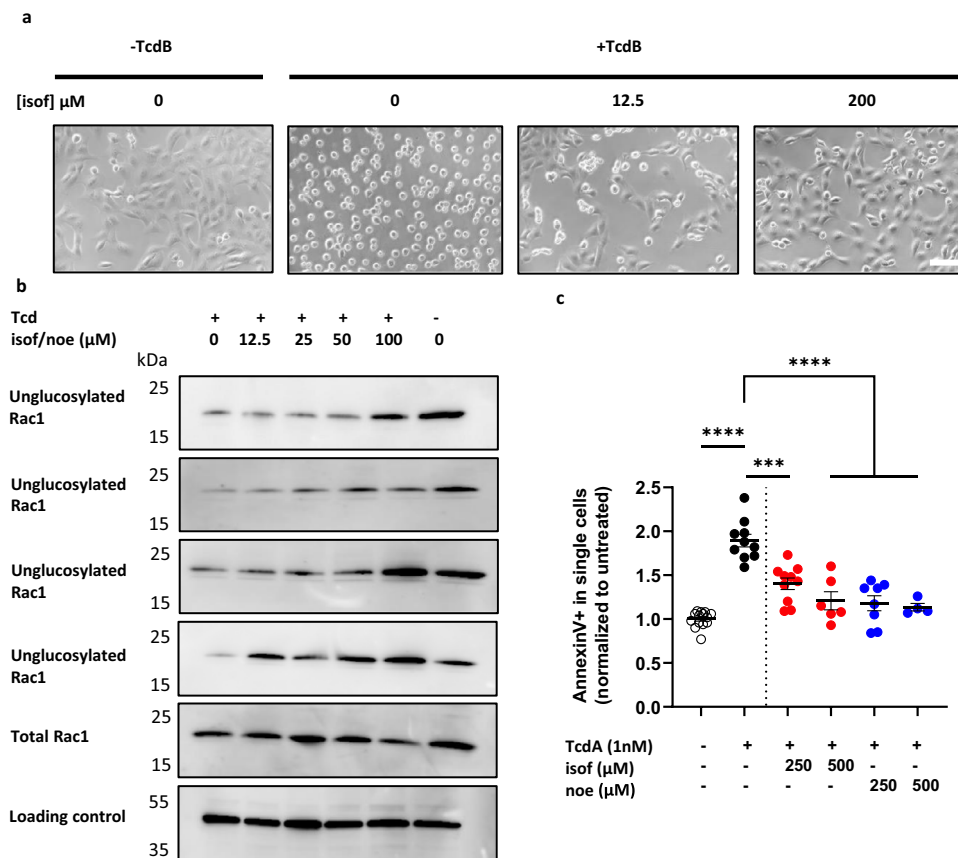 a
-TcdB +TcdB
[isof] µM 0 0 12.5 200
b
Tcd + + + + + -
isof/noe (µM) 0 12.5 25 50 100 0
kDa
25
Unglucosylated
Rac1
15
25
Unglucosylated
Rac1
15
25
Unglucosylated
Rac1
15
25
Unglucosylated
Rac1
15
25
Total Rac1
15
55
Loading control
35
c
****
****
***
AnnexinV+ in single cells
(normalized to untreated)
2.5
2.0
1.5
1.0
0.5
0.0
TcdA (1nM) - + + + + +
isof (µM) - - 250 500 - -
noe (µM) - - - - 250 500